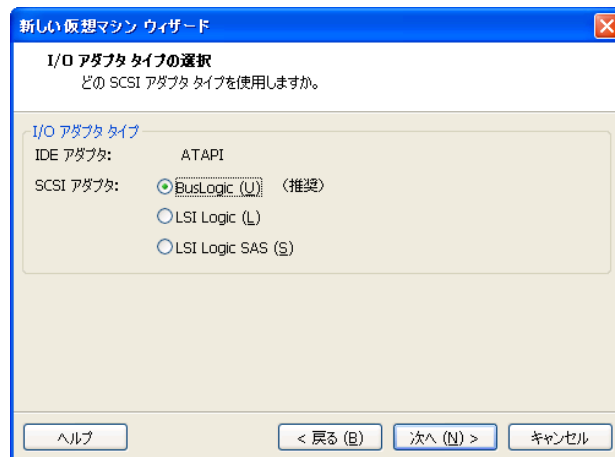 新しい仮想マシン ウィザード
I/O アダプタ タイプの選択
どの SCSI アダプタ タイプを使用しますか。
I/O アダプタ タイプ
IDE アダプタ: ATAPI
SCSI アダプタ: BusLogic (U) (推奨)
LSI Logic (L)
LSI Logic SAS (S)
ヘルプ < 戻る (B) 次へ (N) > キャンセル